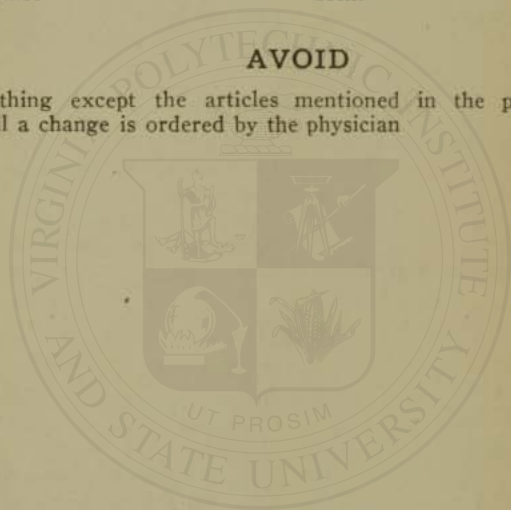 AVOID
thing except the articles mentioned in the p
l a change is ordered by the physician
VIRGINIA POLYTECHNIC INSTITUTE
AND STATE UNIVERSITY
UT PROSIM